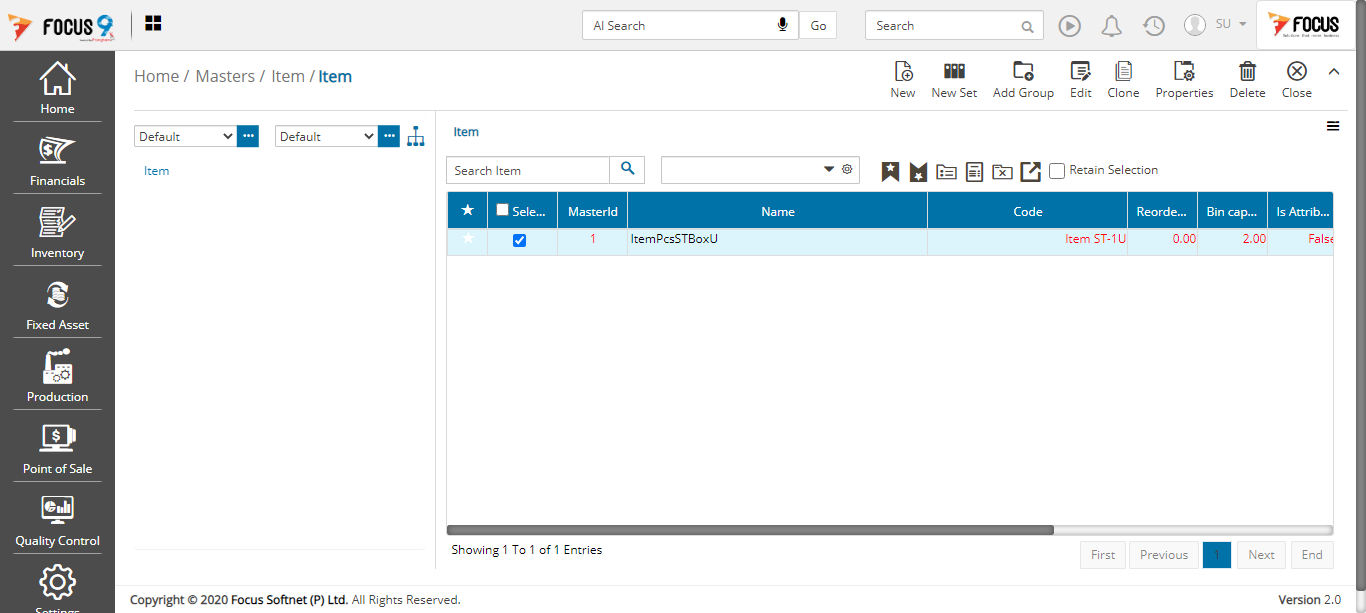 FOCUS 9
AI Search
Go
Search
SU
FOCUS
Home
Financials
Inventory
Fixed Asset
Production
Point of Sale
Quality Control
Settings
Home / Masters / Item / Item
New
New Set
Add Group
Edit
Clone
Properties
Delete
Close
Default
Default
Item
Item
Search Item
Retain Selection
Sele... MasterId Name Code Reorde... Bin cap... Is Attrib...
1 ItemPcsSTBoxU Item ST-1U 0.00 2.00 False
Showing 1 To 1 of 1 Entries
First Previous 1 Next End
Copyright © 2020 Focus Softnet (P) Ltd. All Rights Reserved.
Version 2.0